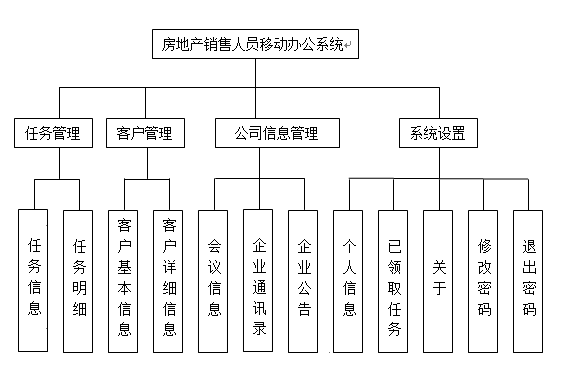 房地产销售人员移动办公系统
任务管理
客户管理
公司信息管理
系统设置
任务信息
任务明细
客户基本信息
客户详细信息
会议信息
企业通讯录
企业公告
个人信息
已领取任务
关于
修改密码
退出密码